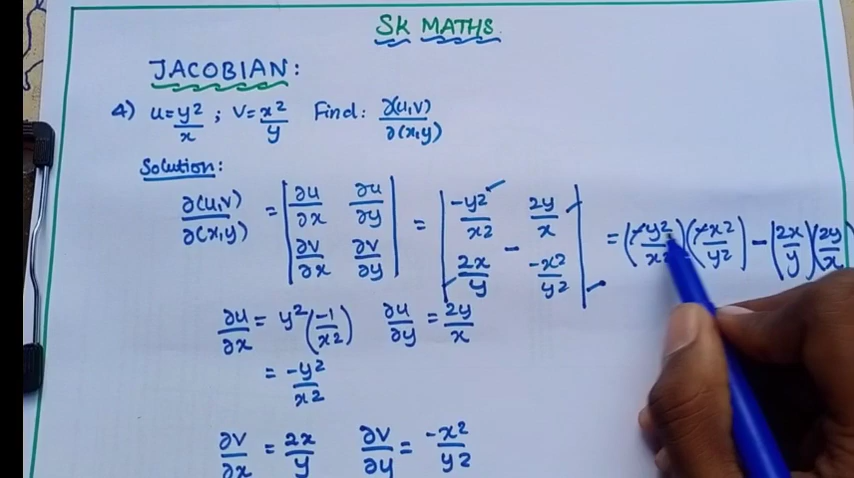 SK MATHS
JACOBIAN:
4) u=y²/x ; v=x²/y Find: ∂(u,v)/∂(x,y)
Solution:
∂(u,v)/∂(x,y) = |∂u/∂x ∂u/∂y; ∂v/∂x ∂v/∂y| = |-y²/x² 2y/x; 2x/y -x²/y²| = (-y²/x²)(-x²/y²) - (2x/y)(2y/x)
∂u/∂x = y²(-1/x²) ∂u/∂y = 2y/x
= -y²/x²
∂v/∂x = 2x/y ∂v/∂y = -x²/y²